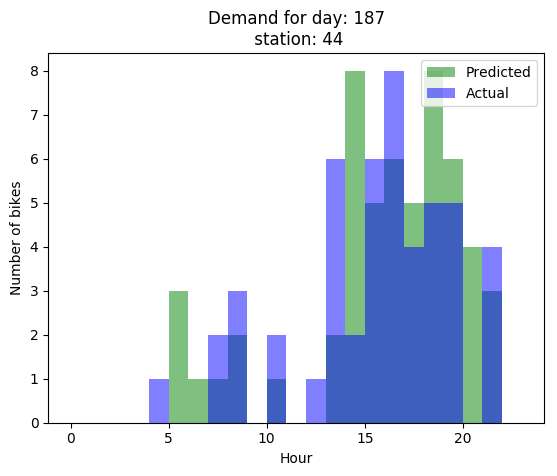 Demand for day: 187
station: 44
Predicted
Actual
Number of bikes
8
7
6
5
4
3
2
1
0
0 5 10 15 20
Hour